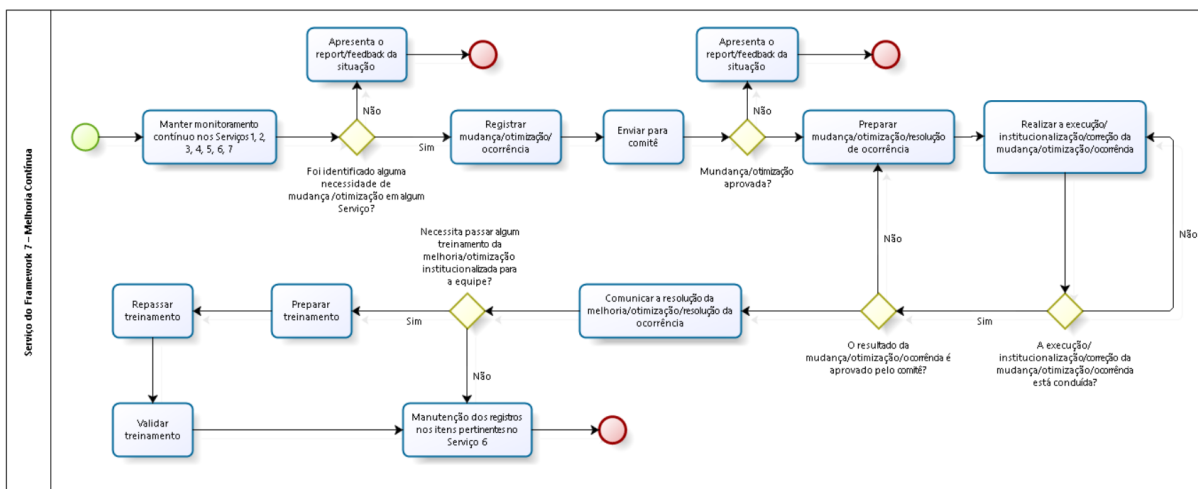 Serviço do Framework 7 – Melhoria Contínua
Apresenta o
report/feedback da
situação
Não
Manter monitoramento
contínuo nos Serviços 1, 2,
3, 4, 5, 6, 7
Foi identificado alguma
necessidade de
mudança/otimização em algum
Serviço?
Sim
Registrar
mudança/otimização/
ocorrência
Enviar para
comitê
Apresenta o
report/feedback da
situação
Não
Mundança/otimização
aprovada?
Preparar
mudança/otimização/resolução
de ocorrência
Realizar a execução/
institucionalização/correção da
mudança/otimização/ocorrência
Não
Não
A execução/
institucionalização/correção da
mudança/otimização/ocorrência
está concluída?
Sim
O resultado da
mudança/otimização/ocorrência é
aprovado pelo comitê?
Comunicar a resolução da
melhoria/otimização/resolução da
ocorrência
Necessita passar algum
treinamento da
melhoria/otimização
institucionalizada para
a equipe?
Sim
Preparar
treinamento
Repassar
treinamento
Validar
treinamento
Não
Manutenção dos registros
nos itens pertinentes no
Serviço 6